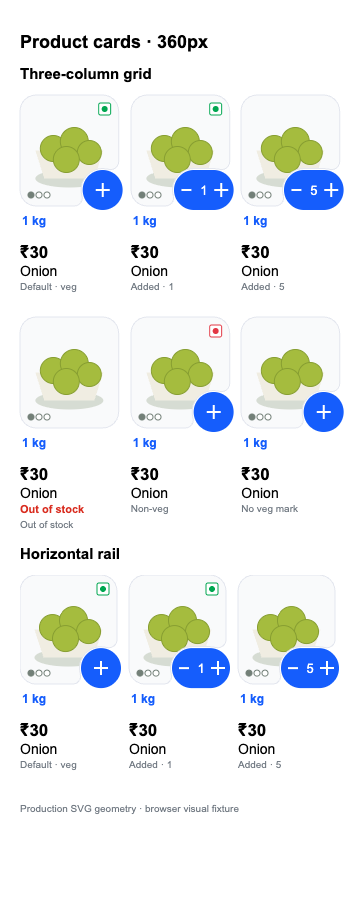 Product cards · 360px
Three-column grid
1
5
1 kg
1 kg
1 kg
₹30
₹30
₹30
Onion
Onion
Onion
Default · veg
Added · 1
Added · 5
1 kg
1 kg
1 kg
₹30
₹30
₹30
Onion
Onion
Onion
Out of stock
Non-veg
No veg mark
Out of stock
Horizontal rail
1
5
1 kg
1 kg
1 kg
₹30
₹30
₹30
Onion
Onion
Onion
Default · veg
Added · 1
Added · 5
Production SVG geometry · browser visual fixture